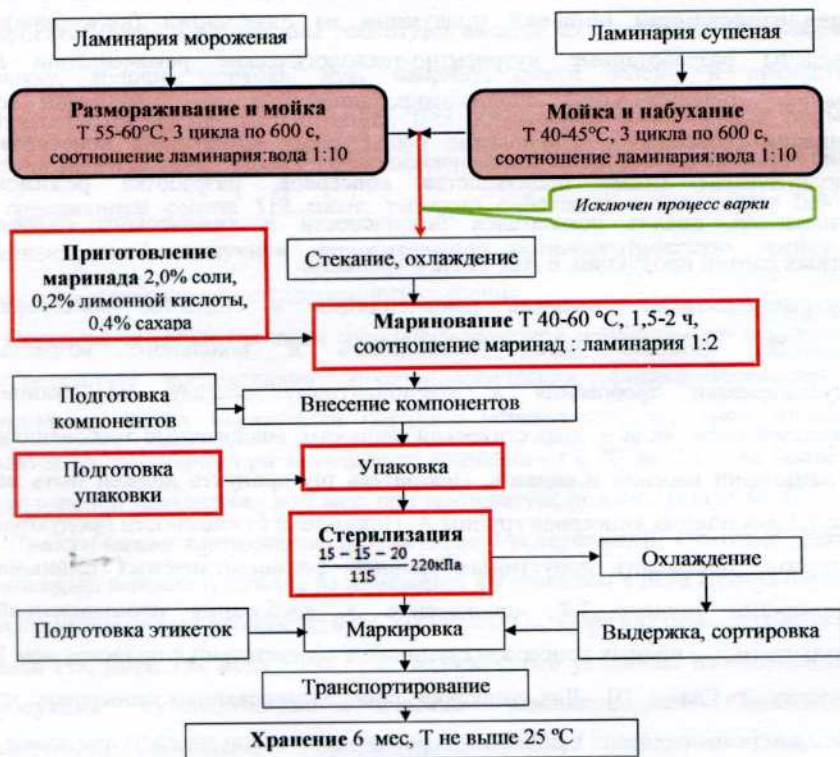 Ламинария мороженая
Ламинария сушеная
Размораживание и мойка
Т 55-60°С, 3 цикла по 600 с,
соотношение ламинария:вода 1:10
Мойка и набухание
Т 40-45°С, 3 цикла по 600 с,
соотношение ламинария:вода 1:10
Исключен процесс варки
Приготовление
маринада 2,0% соли,
0,2% лимонной кислоты,
0,4% сахара
Стекание, охлаждение
Маринование Т 40-60 °С, 1,5-2 ч,
соотношение маринад : ламинария 1:2
Подготовка
компонентов
Внесение компонентов
Подготовка
упаковки
Упаковка
Стерилизация
15 – 15 – 20
115
220кПа
Охлаждение
Подготовка этикеток
Маркировка
Выдержка, сортировка
Транспортирование
Хранение 6 мес, Т не выше 25 °С